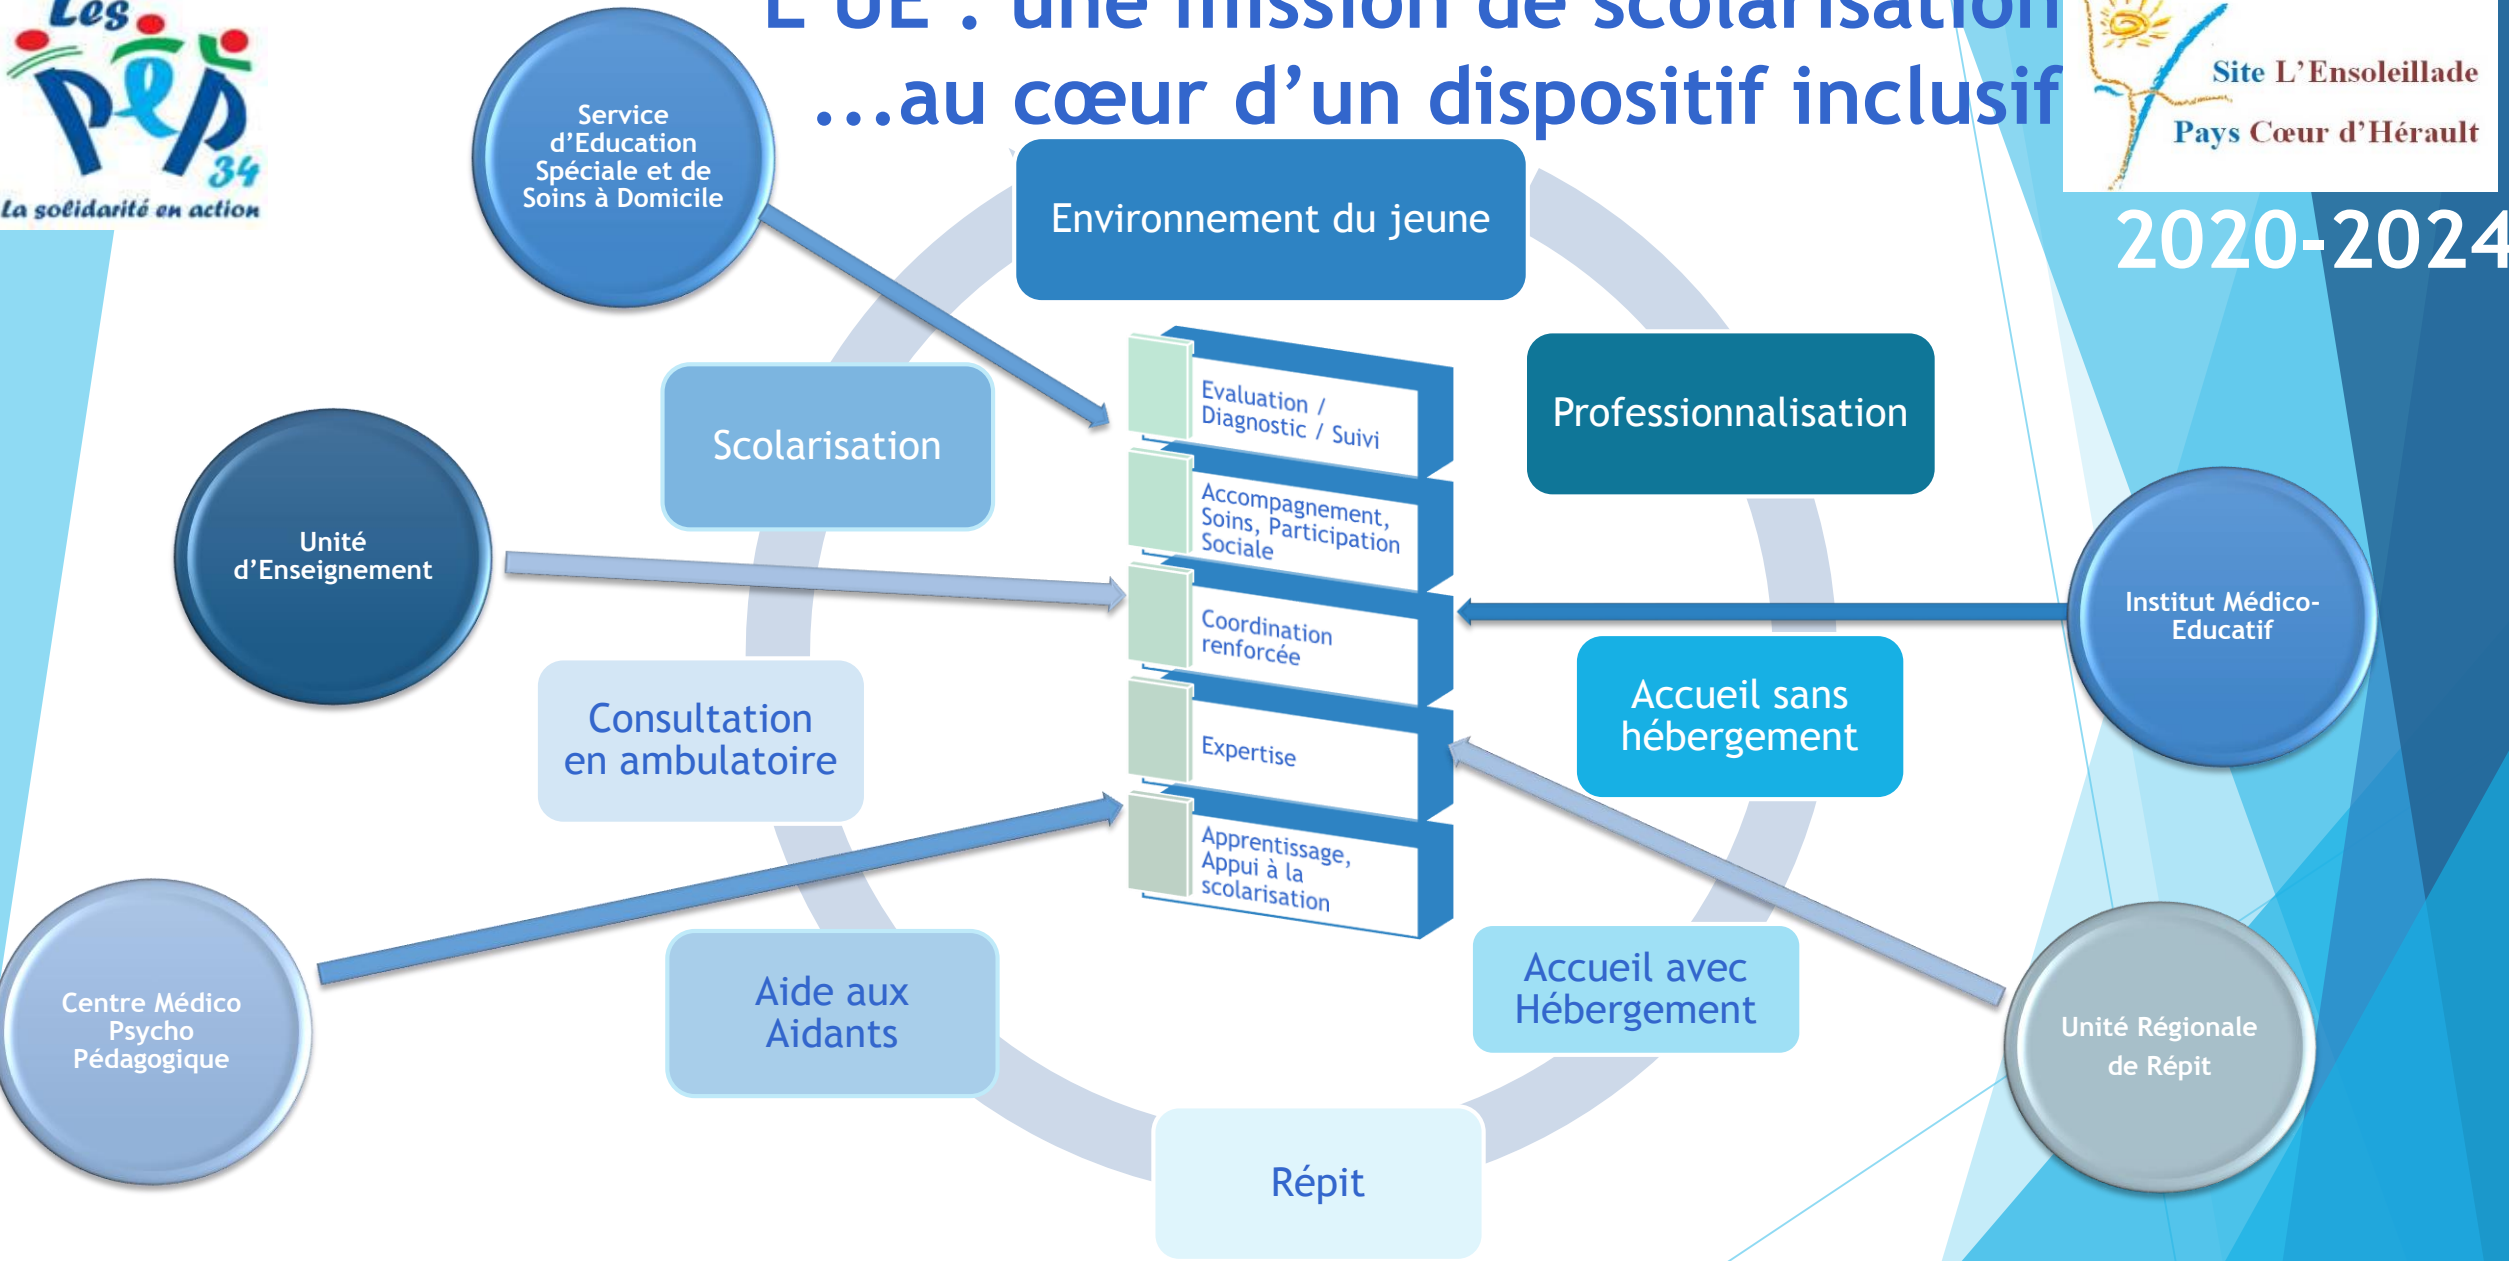 Les
PEP
34
La solidarité en action
L'UE : une mission de scolarisation
...au cœur d'un dispositif inclusif
Site L'Ensoleillade
Pays Cœur d'Hérault
2020-2024
Service
d'Education
Spéciale et de
Soins à Domicile
Environnement du jeune
Scolarisation
Professionnalisation
Evaluation /
Diagnostic / Suivi
Accompagnement,
Soins, Participation
Sociale
Coordination
renforcée
Expertise
Apprentissage,
Appui à la
scolarisation
Unité
d'Enseignement
Institut Médico-
Educatif
Consultation
en ambulatoire
Accueil sans
hébergement
Centre Médico
Psycho
Pédagogique
Aide aux
Aidants
Accueil avec
Hébergement
Unité Régionale
de Répit
Répit